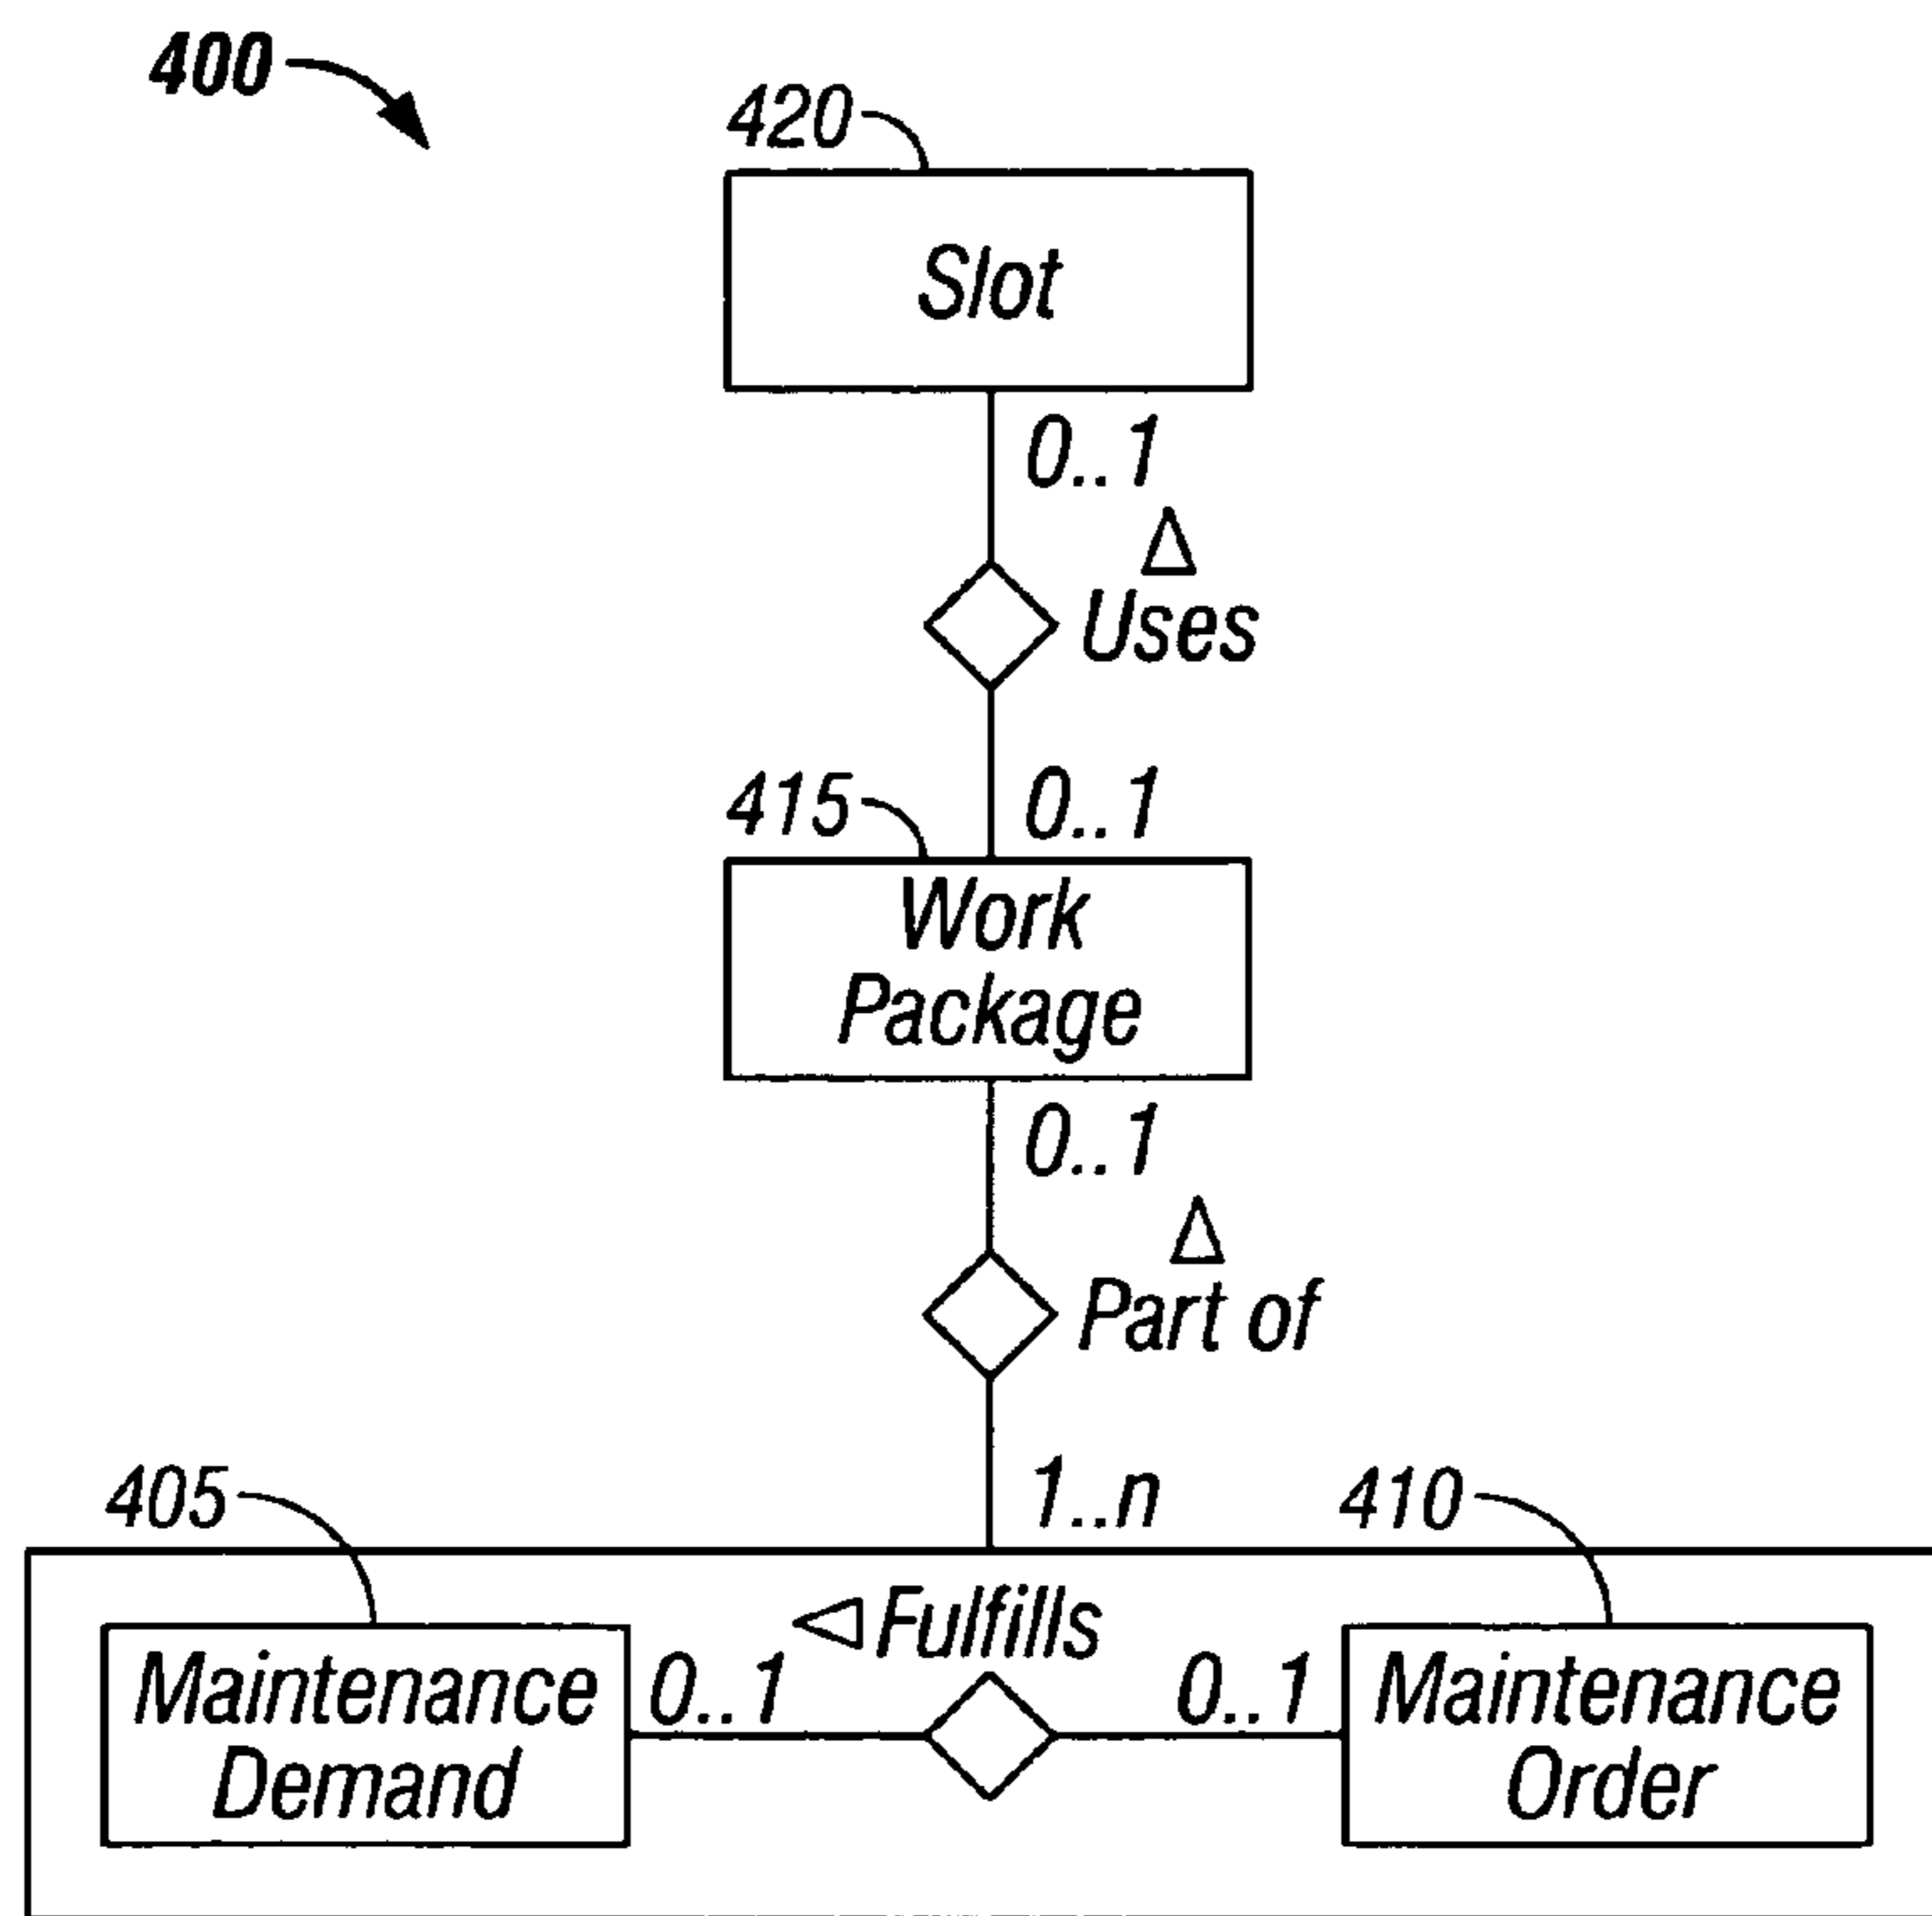 400
420
Slot
0..1
Δ
Uses
415
0..1
Work
Package
0..1
Δ
Part of
405
1..n
410
Fulfills
Maintenance
Demand
0..1
0..1
Maintenance
Order